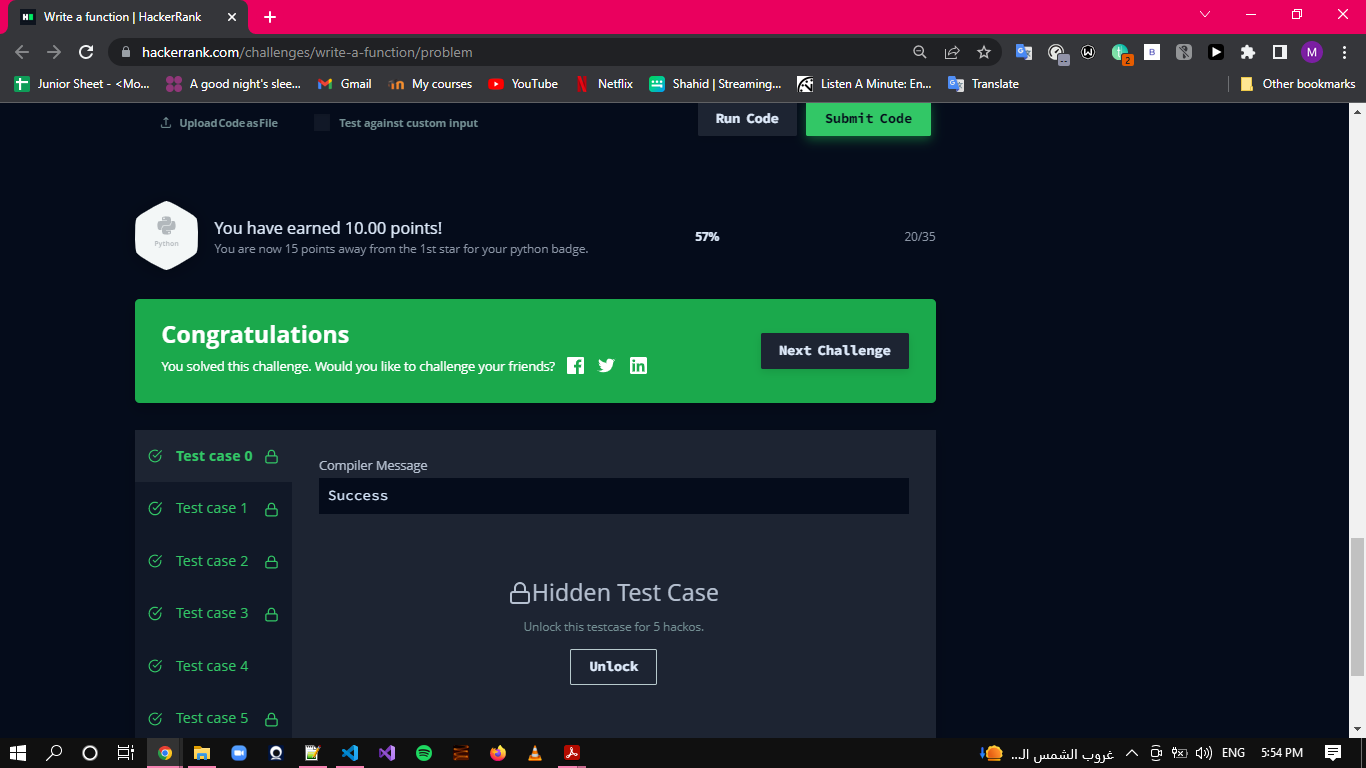 Write a function | HackerRank
hackerrank.com/challenges/write-a-function/problem
M
Junior Sheet - <Mo... A good night's slee... Gmail My courses YouTube Netflix Shahid | Streaming... Listen A Minute: En... Translate Other bookmarks
Upload Code as File Test against custom input Run Code Submit Code
Python
You have earned 10.00 points!
You are now 15 points away from the 1st star for your python badge.
57% 20/35
Congratulations
You solved this challenge. Would you like to challenge your friends?
Next Challenge
Test case 0
Test case 1
Test case 2
Test case 3
Test case 4
Test case 5
Compiler Message
Success
Hidden Test Case
Unlock this testcase for 5 hackos.
Unlock
غروب الشمس ال... ENG 5:54 PM